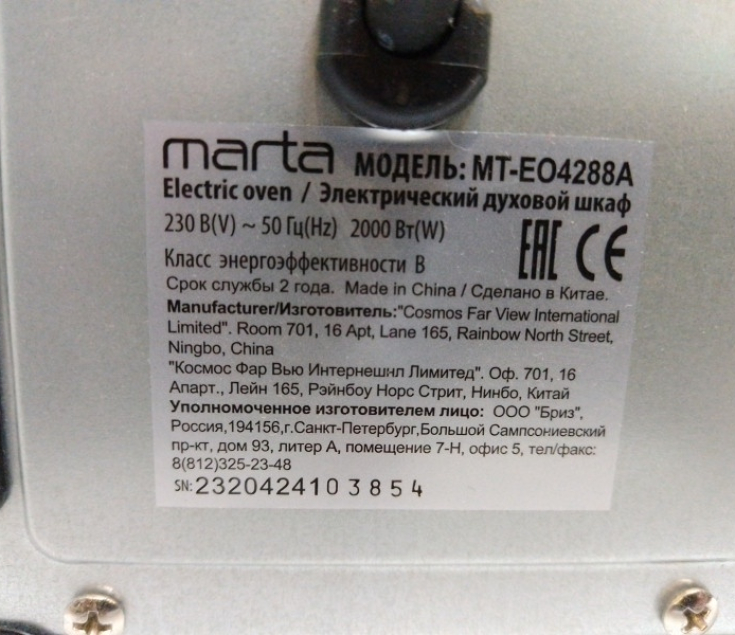 marta МОДЕЛЬ: MT-EO4288A
Electric oven / Электрический духовой шкаф
230 В(V) ~ 50 Гц(Hz) 2000 Вт(W)
Класс энергоэффективности В
EAC CE
Срок службы 2 года. Made in China / Сделано в Китае.
Manufacturer/Изготовитель:"Cosmos Far View International
Limited". Room 701, 16 Apt, Lane 165, Rainbow North Street,
Ningbo, China
"Космос Фар Вью Интернешнл Лимитед". Оф. 701, 16
Апарт., Лейн 165, Рэйнбоу Норс Стрит, Нинбо, Китай
Уполномоченное изготовителем лицо: ООО "Бриз",
Россия,194156,г.Санкт-Петербург,Большой Сампсониевский
пр-кт, дом 93, литер А, помещение 7-Н, офис 5, тел/факс:
8(812)325-23-48
SN: 2320424103854